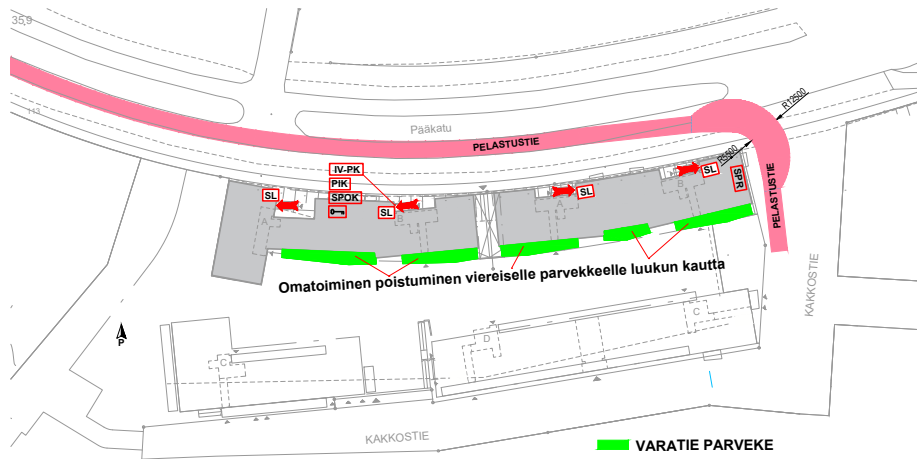 35,9
113
Pääkatu
R12500
R5500
PELASTUSTIE
PELASTUSTIE
IV-PK
PIK
SPOK
SL
SL
SL
SL
SPR
A
B
A
B
Omatoiminen poistuminen viereiselle parvekkeelle luukun kautta
KAKKOSTIE
P
C
D
C
KAKKOSTIE
VARATIE PARVEKE